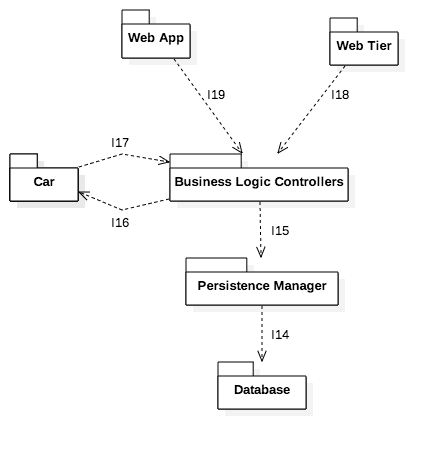 Web App
Web Tier
I19
I18
I17
Car
Business Logic Controllers
I16
I15
Persistence Manager
I14
Database